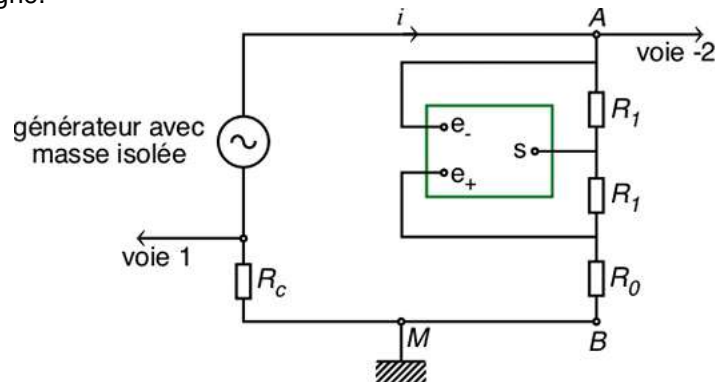 i
A
voie -2
générateur avec
masse isolée
e-
s
e+
R1
R1
voie 1
Rc
R0
M
B